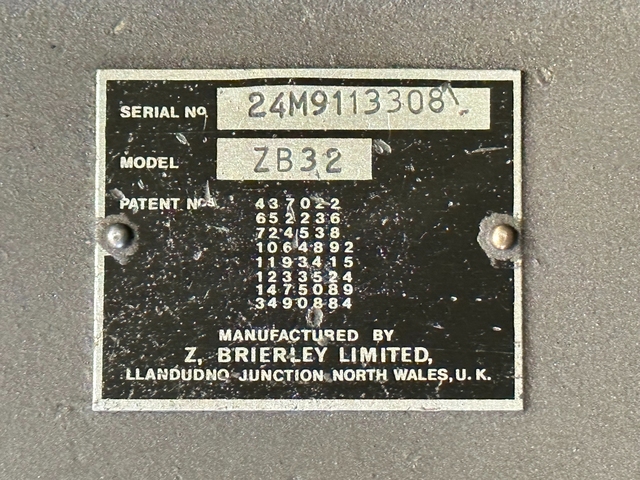 SERIAL No 24M9113308
MODEL ZB32
PATENT Nos 437022
652236
724538
1064892
1193415
1233524
1475089
3490884
MANUFACTURED BY
Z. BRIERLEY LIMITED,
LLANDUDNO JUNCTION NORTH WALES, U.K.